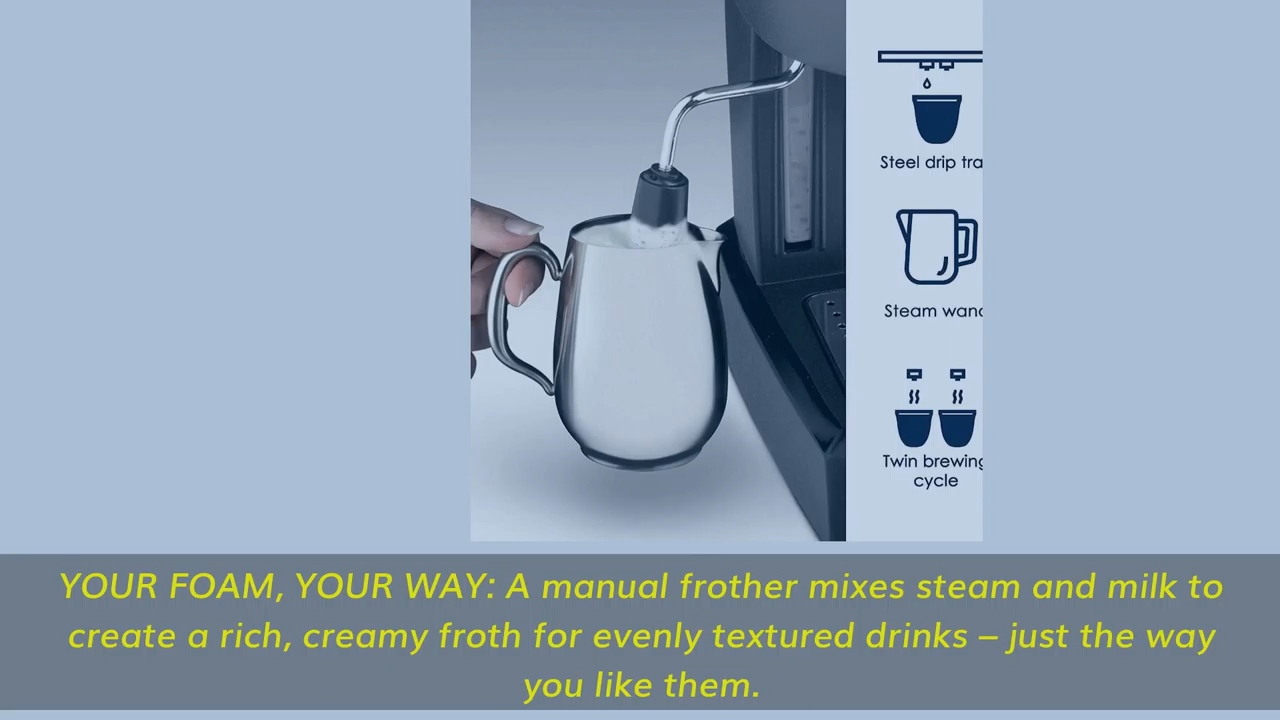 Steel drip tra
Steam wand
Twin brewing
cycle
YOUR FOAM, YOUR WAY: A manual frother mixes steam and milk to
create a rich, creamy froth for evenly textured drinks – just the way
you like them.